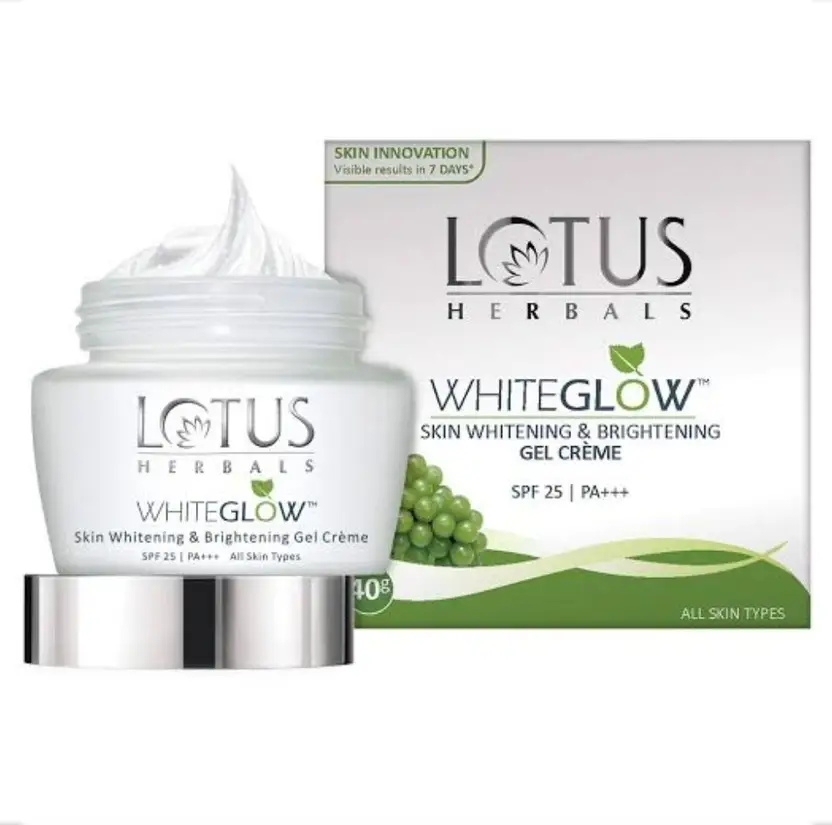 SKIN INNOVATION
Visible results in 7 DAYS*
LOTUS
HERBALS
WHITEGLOW™
SKIN WHITENING & BRIGHTENING
GEL CRÈME
SPF 25 | PA+++
40g
ALL SKIN TYPES
LOTUS
HERBALS
WHITEGLOW™
Skin Whitening & Brightening Gel Crème
SPF 25 | PA+++ All Skin Types